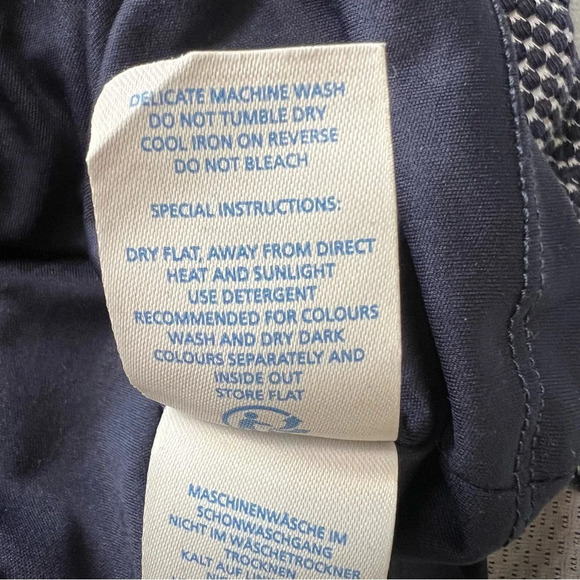 DELICATE MACHINE WASH
DO NOT TUMBLE DRY
COOL IRON ON REVERSE
DO NOT BLEACH
SPECIAL INSTRUCTIONS:
DRY FLAT, AWAY FROM DIRECT
HEAT AND SUNLIGHT
USE DETERGENT
RECOMMENDED FOR COLOURS
WASH AND DRY DARK
COLOURS SEPARATELY AND
INSIDE OUT
STORE FLAT
MASCHINENWÄSCHE IM
SCHONWASCHGANG
NICHT IM WÄSCHETROCKNER
TROCKNEN
KALT AUF